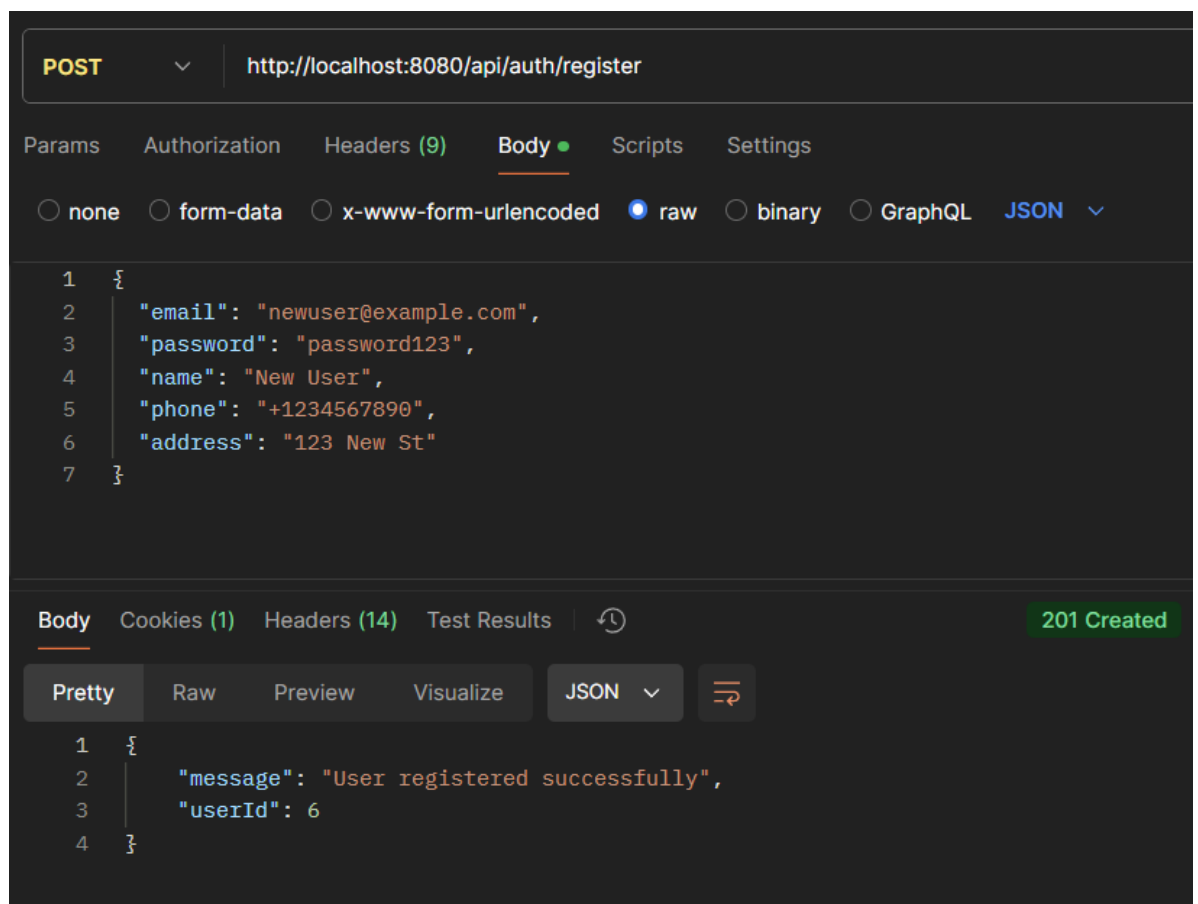 POST http://localhost:8080/api/auth/register
Params Authorization Headers (9) Body Scripts Settings
none form-data x-www-form-urlencoded raw binary GraphQL JSON
1 {
2 "email": "newuser@example.com",
3 "password": "password123",
4 "name": "New User",
5 "phone": "+1234567890",
6 "address": "123 New St"
7 }
Body Cookies (1) Headers (14) Test Results 201 Created
Pretty Raw Preview Visualize JSON
1 {
2 "message": "User registered successfully",
3 "userId": 6
4 }